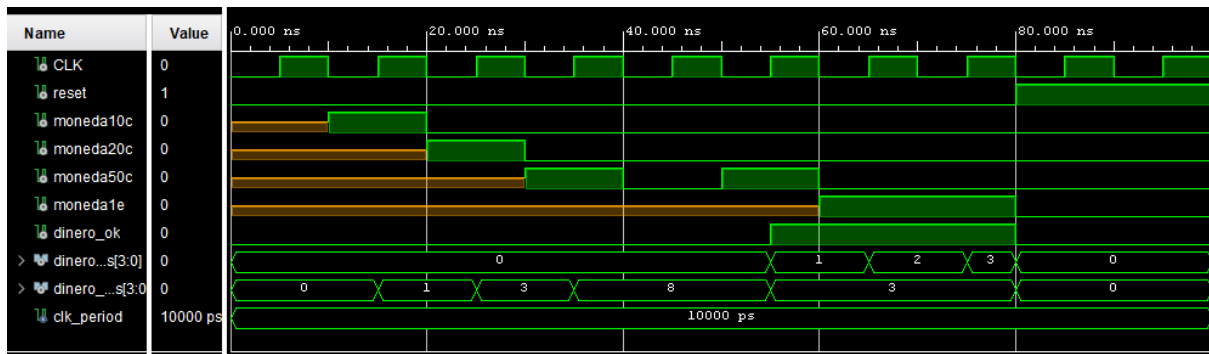 Name Value 0.000 ns 20.000 ns 40.000 ns 60.000 ns 80.000 ns
CLK 0
reset 1
moneda10c 0
moneda20c 0
moneda50c 0
moneda1e 0
dinero_ok 0
> dinero...s[3:0] 0 0 1 2 3 0
> dinero_...s[3:0 0 0 1 3 8 3 0
clk_period 10000 ps 10000 ps